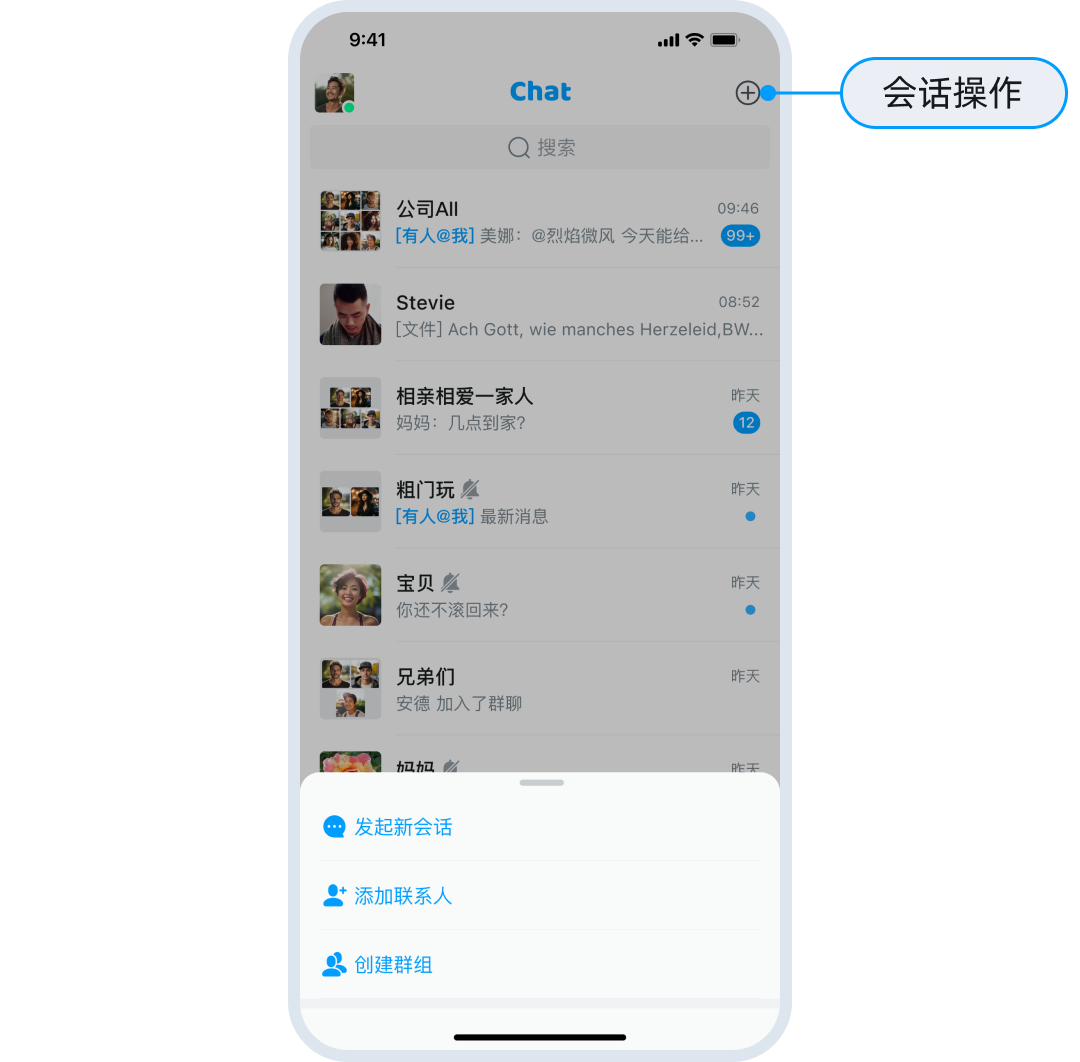 9:41
Chat
会话操作
搜索
公司All
09:46
[有人@我] 美娜：@烈焰微风 今天能给...
99+
Stevie
08:52
[文件] Ach Gott, wie manches Herzeleid,BW...
相亲相爱一家人
昨天
妈妈：几点到家?
12
粗门玩
昨天
[有人@我] 最新消息
宝贝
昨天
你还不滚回来?
兄弟们
昨天
安德 加入了群聊
妈妈
昨天
发起新会话
添加联系人
创建群组